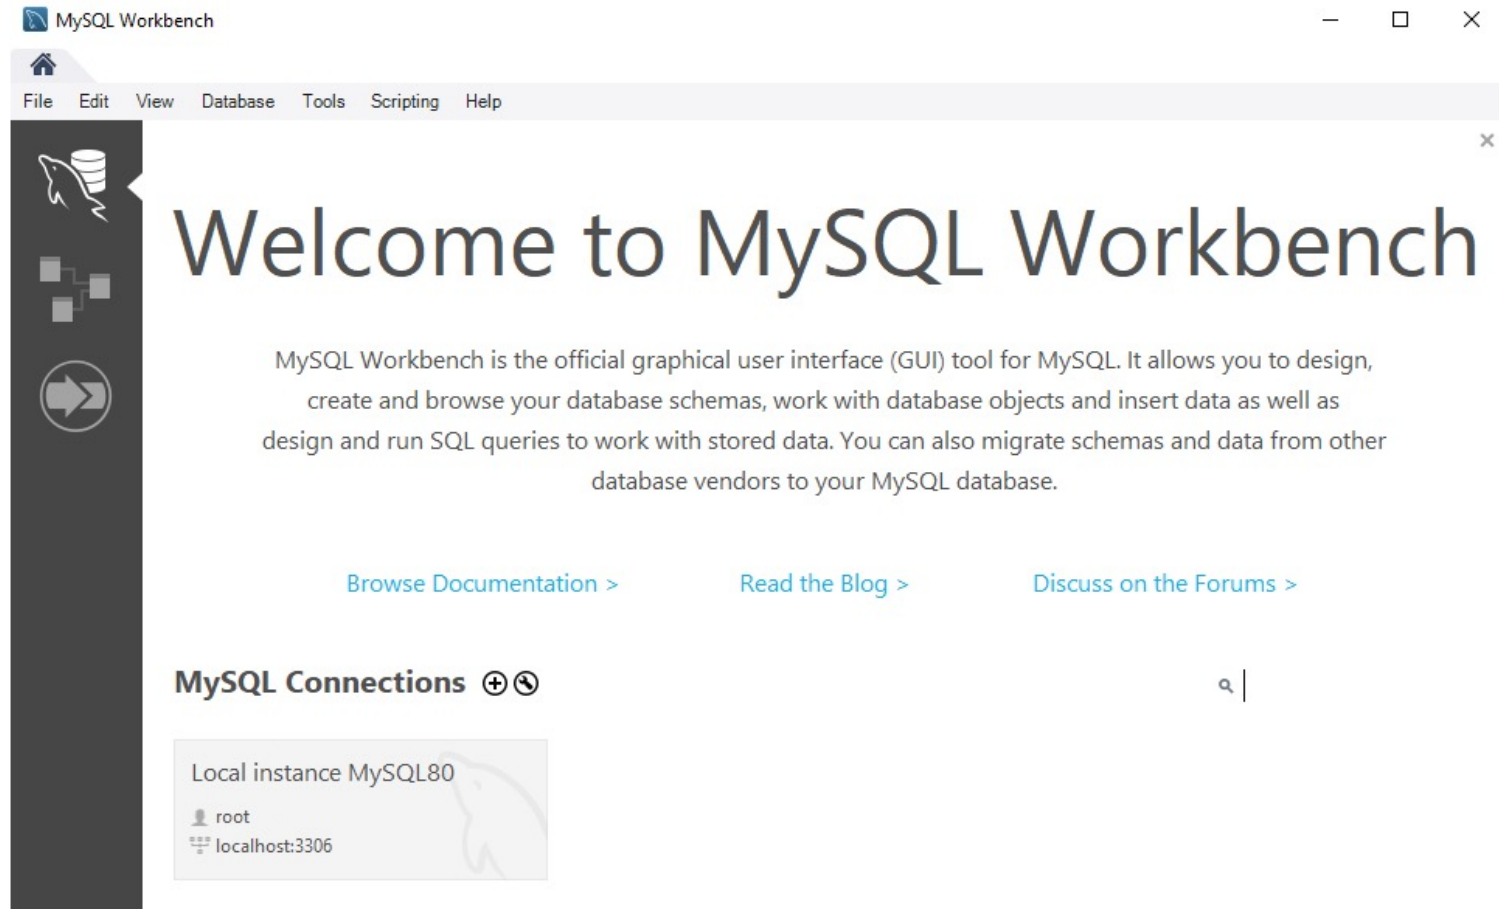 MySQL Workbench
File Edit View Database Tools Scripting Help
Welcome to MySQL Workbench
MySQL Workbench is the official graphical user interface (GUI) tool for MySQL. It allows you to design,
create and browse your database schemas, work with database objects and insert data as well as
design and run SQL queries to work with stored data. You can also migrate schemas and data from other
database vendors to your MySQL database.
Browse Documentation > Read the Blog > Discuss on the Forums >
MySQL Connections
Local instance MySQL80
root
localhost:3306